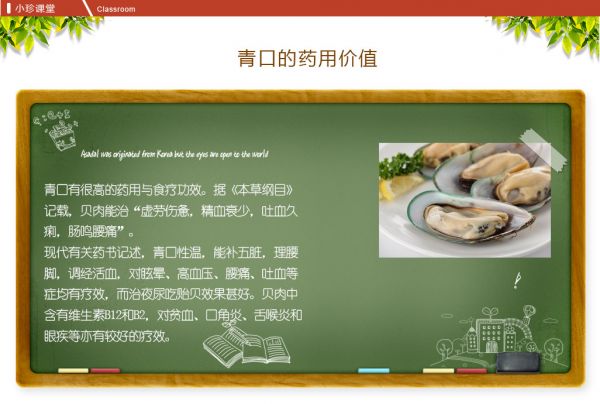 小珍课堂
Classroom
青口的药用价值
Asadal was originated from Korea but the eyes are open to the world
青口有很高的药用与食疗功效。据《本草纲目》
记载，贝肉能治“虚劳伤惫，精血衰少，吐血久
痢，肠鸣腰痛”。
现代有关药书记述，青口性温，能补五脏，理腰
脚，调经活血，对眩晕、高血压、腰痛、吐血等
症均有疗效，而治夜尿吃贻贝效果甚好。贝肉中
含有维生素B12和B2，对贫血、口角炎、舌喉炎和
眼疾等亦有较好的疗效。